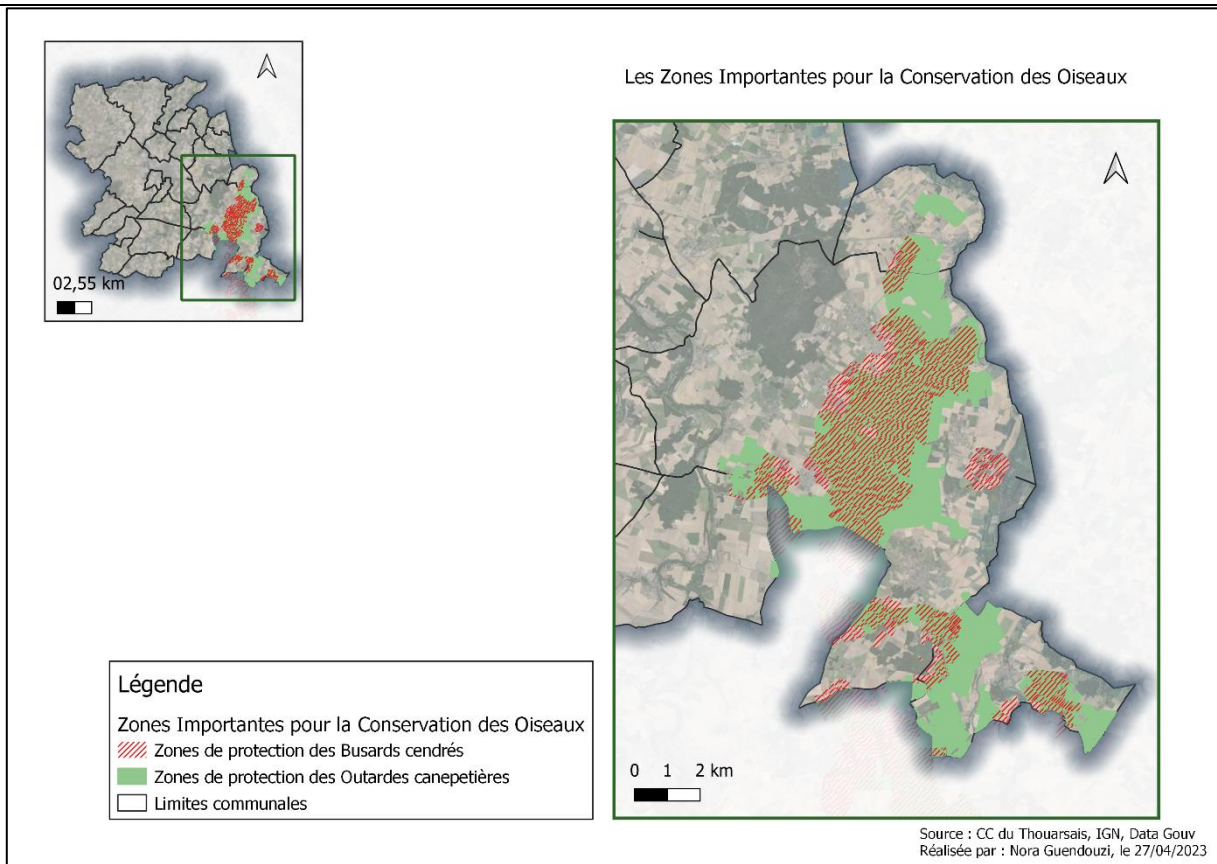 Les Zones Importantes pour la Conservation des Oiseaux
02,55 km
Légende
Zones Importantes pour la Conservation des Oiseaux
Zones de protection des Busards cendrés
Zones de protection des Outardes canepetières
Limites communales
0 1 2 km
Source : CC du Thouarsais, IGN, Data Gouv
Réalisée par : Nora Guendouzi, le 27/04/2023